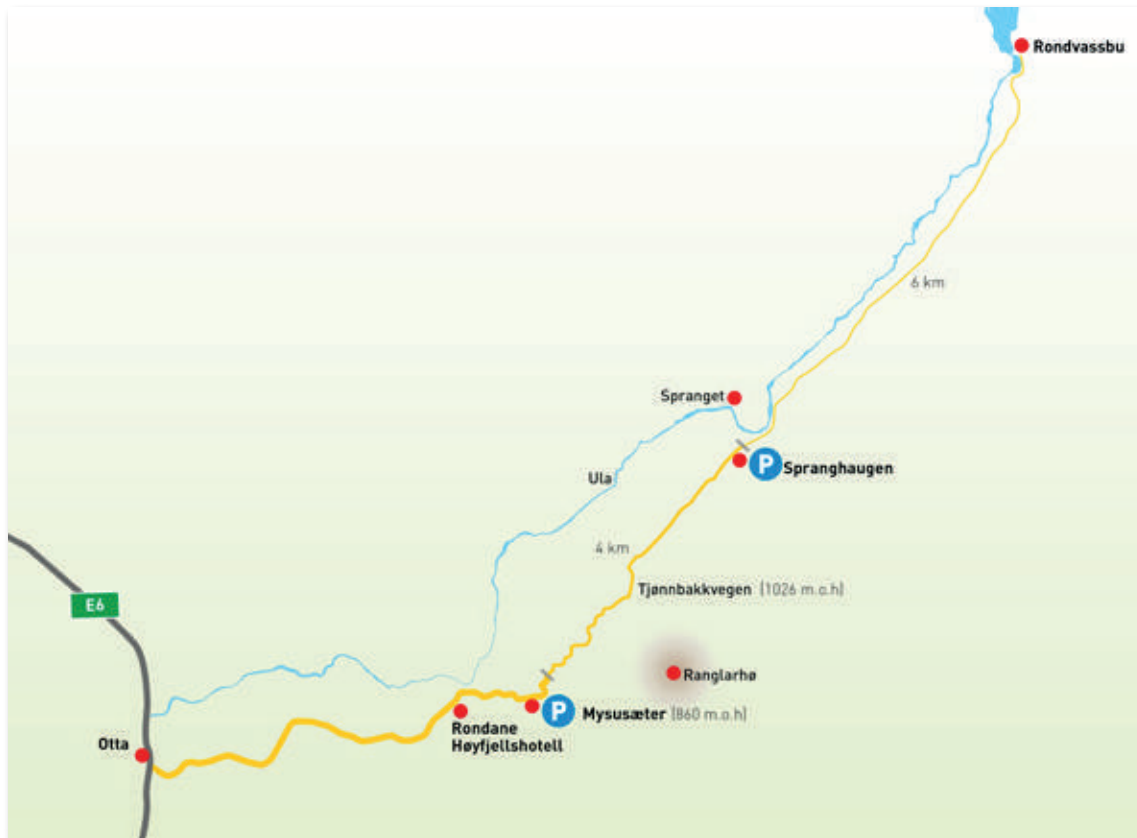 Rondvassbu
6 km
Spranget
P
Spranghaugen
Ula
4 km
Tjønnbakkvegen (1026 m.o.h)
E6
Ranglarhø
P
Mysusæter (860 m.o.h)
Rondane
Høyfjellshotell
Otta